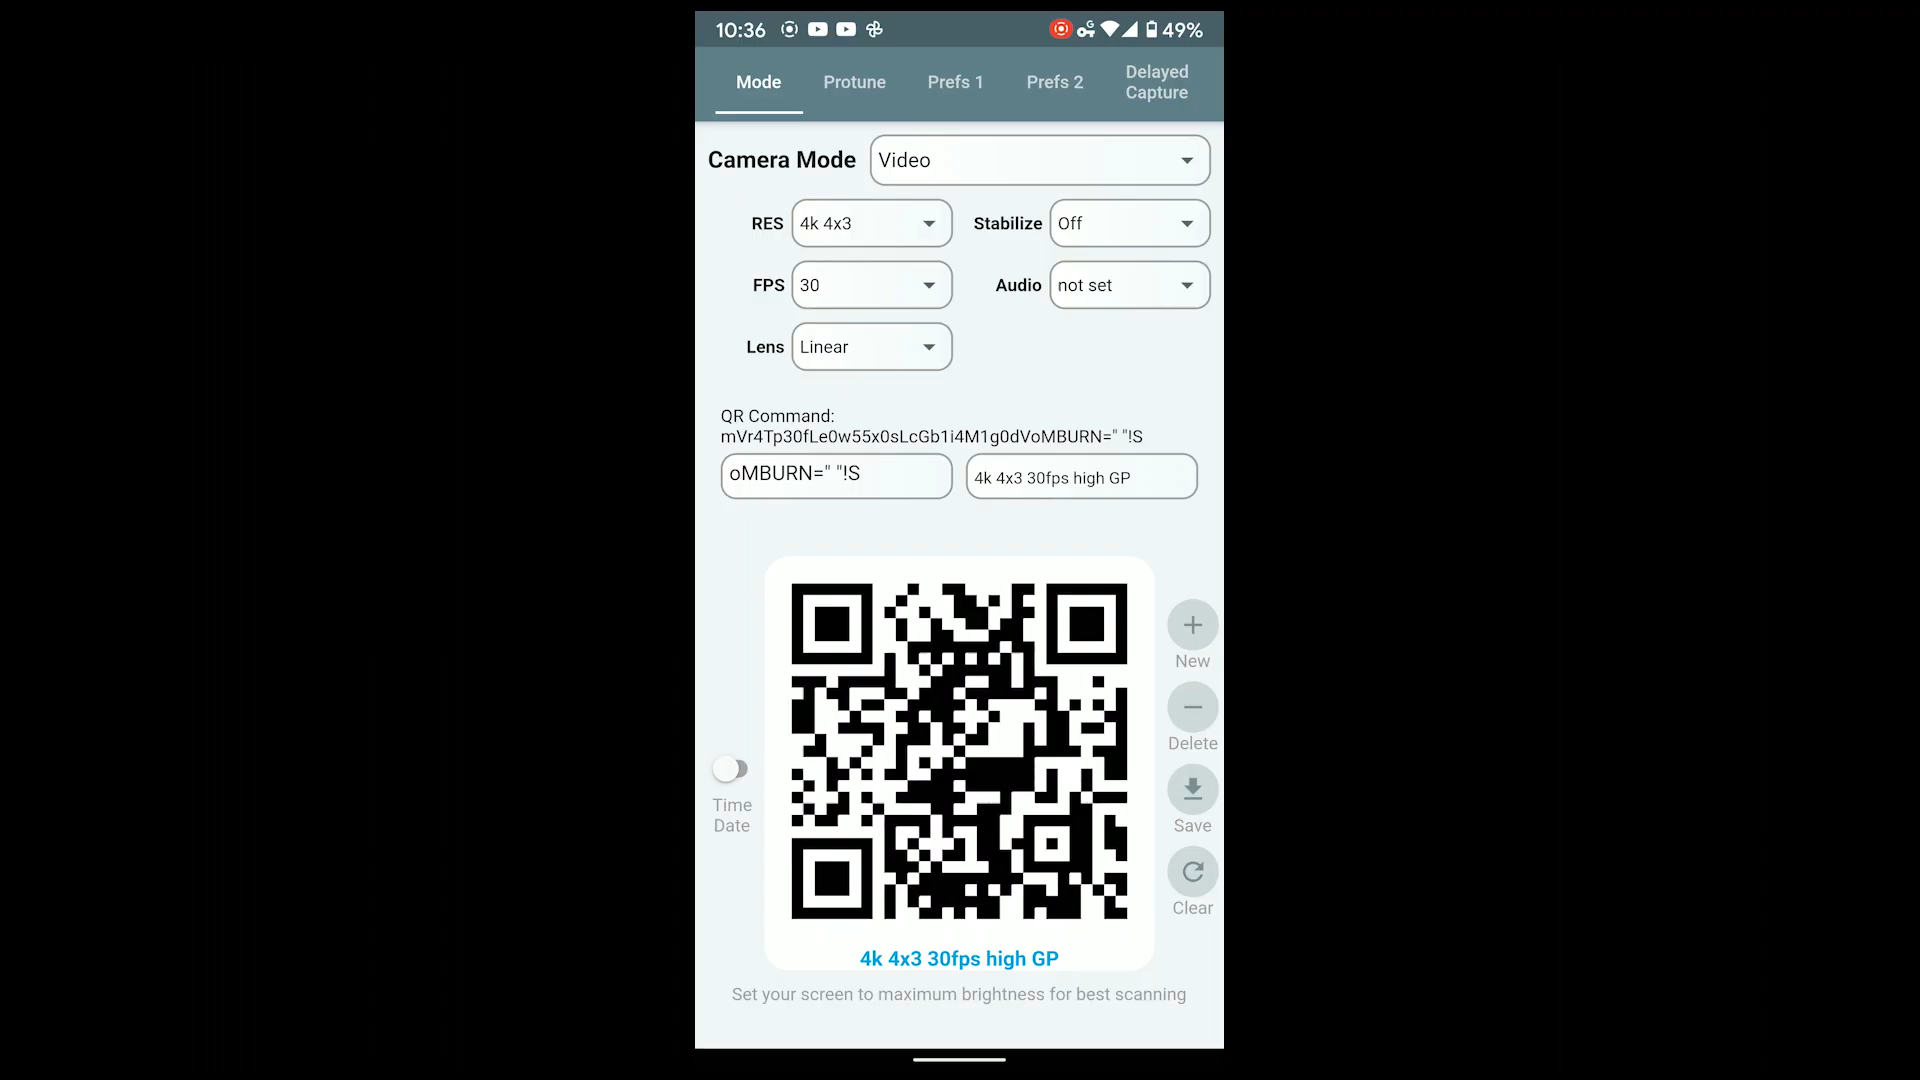 10:36 49%
Mode Protune Prefs 1 Prefs 2 Delayed Capture
Camera Mode Video
RES 4k 4x3 Stabilize Off
FPS 30 Audio not set
Lens Linear
QR Command:
mVr4Tp30fLe0w55x0sLcGb1i4M1g0dVoMBURN=" "!S
oMBURN=" "!S 4k 4x3 30fps high GP
New
Delete
Time
Date
Save
Clear
4k 4x3 30fps high GP
Set your screen to maximum brightness for best scanning